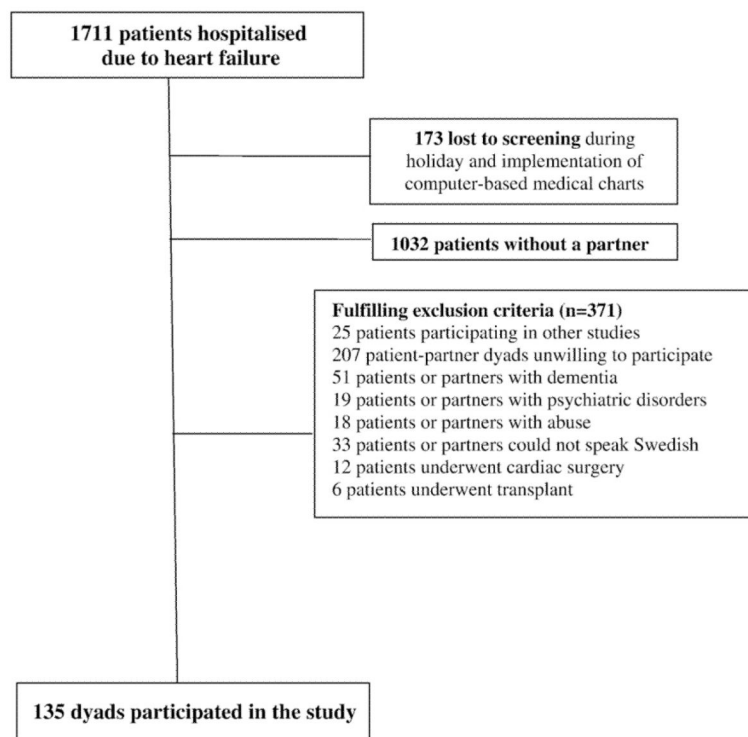 1711 patients hospitalised
due to heart failure
173 lost to screening during
holiday and implementation of
computer-based medical charts
1032 patients without a partner
Fulfilling exclusion criteria (n=371)
25 patients participating in other studies
207 patient-partner dyads unwilling to participate
51 patients or partners with dementia
19 patients or partners with psychiatric disorders
18 patients or partners with abuse
33 patients or partners could not speak Swedish
12 patients underwent cardiac surgery
6 patients underwent transplant
135 dyads participated in the study